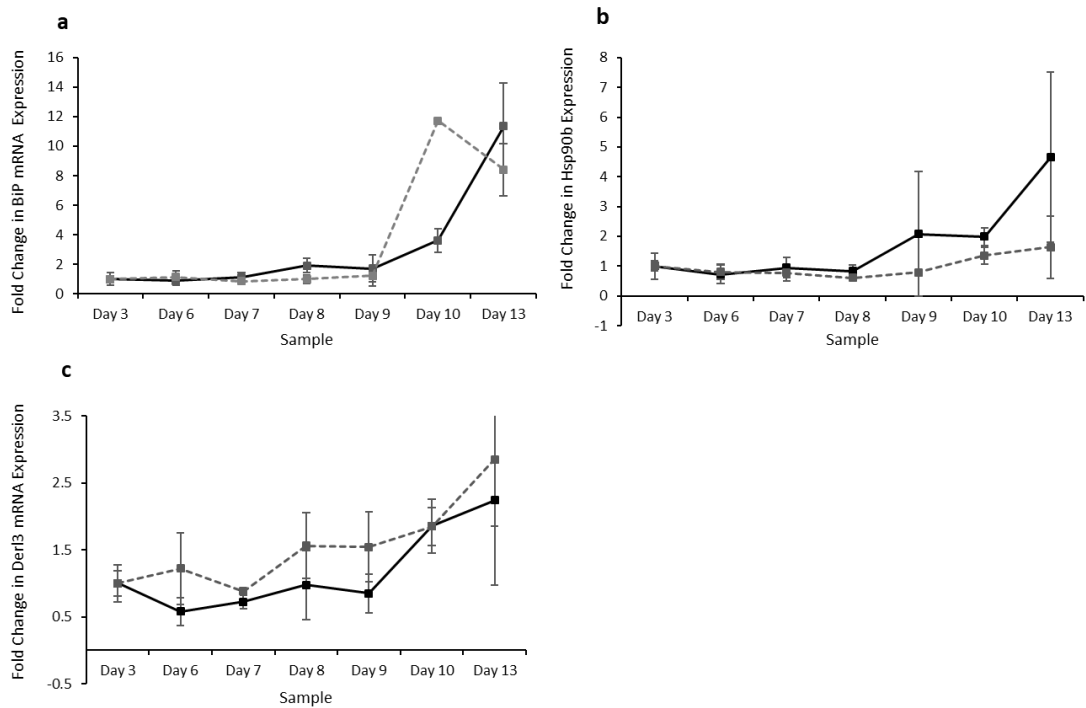 a
Fold Change in BiP mRNA Expression
16
14
12
10
8
6
4
2
0
Day 3 Day 6 Day 7 Day 8 Day 9 Day 10 Day 13
Sample
b
Fold Change in Hsp90b Expression
8
7
6
5
4
3
2
1
0
-1
Day 3 Day 6 Day 7 Day 8 Day 9 Day 10 Day 13
Sample
c
Fold Change in Derl3 mRNA Expression
3.5
2.5
1.5
0.5
-0.5
Day 3 Day 6 Day 7 Day 8 Day 9 Day 10 Day 13
Sample